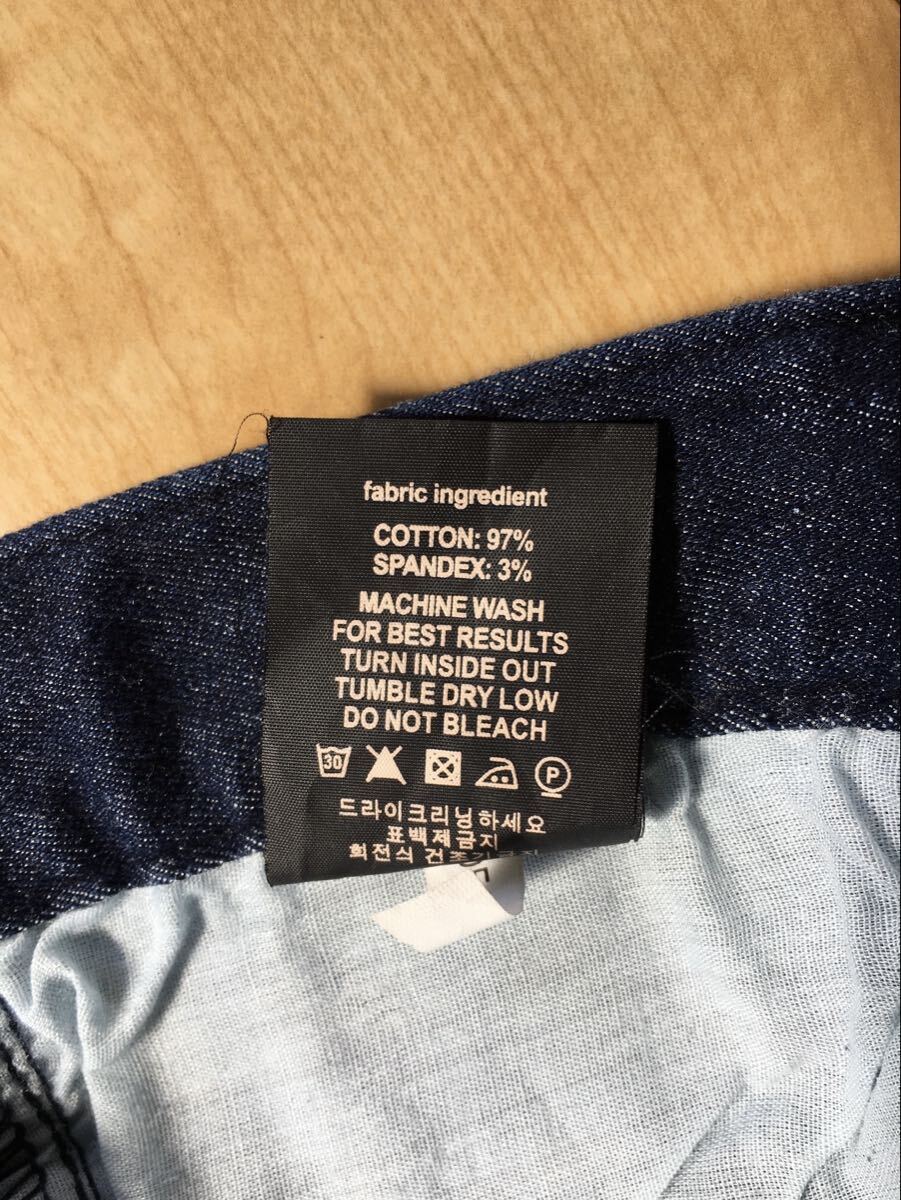 fabric ingredient
COTTON: 97%
SPANDEX: 3%
MACHINE WASH
FOR BEST RESULTS
TURN INSIDE OUT
TUMBLE DRY LOW
DO NOT BLEACH
30 P
드라이크리닝하세요
표백제금지
회전식